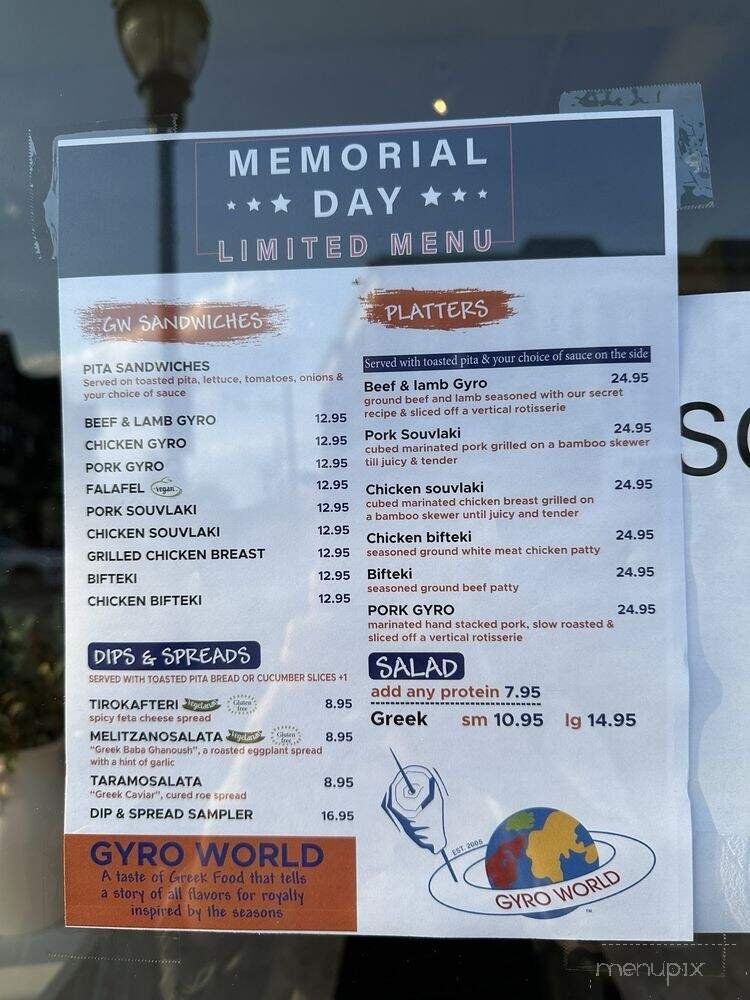 MEMORIAL
DAY
LIMITED MENU
GW SANDWICHES
PITA SANDWICHES
Served on toasted pita, lettuce, tomatoes, onions &
your choice of sauce
BEEF & LAMB GYRO 12.95
CHICKEN GYRO 12.95
PORK GYRO 12.95
FALAFEL vegan 12.95
PORK SOUVLAKI 12.95
CHICKEN SOUVLAKI 12.95
GRILLED CHICKEN BREAST 12.95
BIFTEKI 12.95
CHICKEN BIFTEKI 12.95
DIPS & SPREADS
SERVED WITH TOASTED PITA BREAD OR CUCUMBER SLICES +1
TIROKAFTERI Vegetarian Gluten free 8.95
spicy feta cheese spread
MELITZANOSALATA Vegetarian Gluten free 8.95
"Greek Baba Ghanoush", a roasted eggplant spread
with a hint of garlic
TARAMOSALATA 8.95
"Greek Caviar", cured roe spread
DIP & SPREAD SAMPLER 16.95
GYRO WORLD
A taste of Greek Food that tells
a story of all flavors for royalty
inspired by the seasons
PLATTERS
Served with toasted pita & your choice of sauce on the side
Beef & lamb Gyro 24.95
ground beef and lamb seasoned with our secret
recipe & sliced off a vertical rotisserie
Pork Souvlaki 24.95
cubed marinated pork grilled on a bamboo skewer
till juicy & tender
Chicken souvlaki 24.95
cubed marinated chicken breast grilled on
a bamboo skewer until juicy and tender
Chicken bifteki 24.95
seasoned ground white meat chicken patty
Bifteki 24.95
seasoned ground beef patty
PORK GYRO 24.95
marinated hand stacked pork, slow roasted &
sliced off a vertical rotisserie
SALAD
add any protein 7.95
Greek sm 10.95 lg 14.95
EST. 2005
GYRO WORLD
TM
menupix